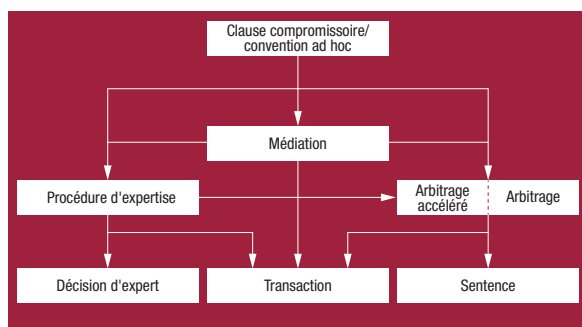 Clause compromissoire/
convention ad hoc
Médiation
Procédure d'expertise
Arbitrage
accéléré
Arbitrage
Décision d'expert
Transaction
Sentence